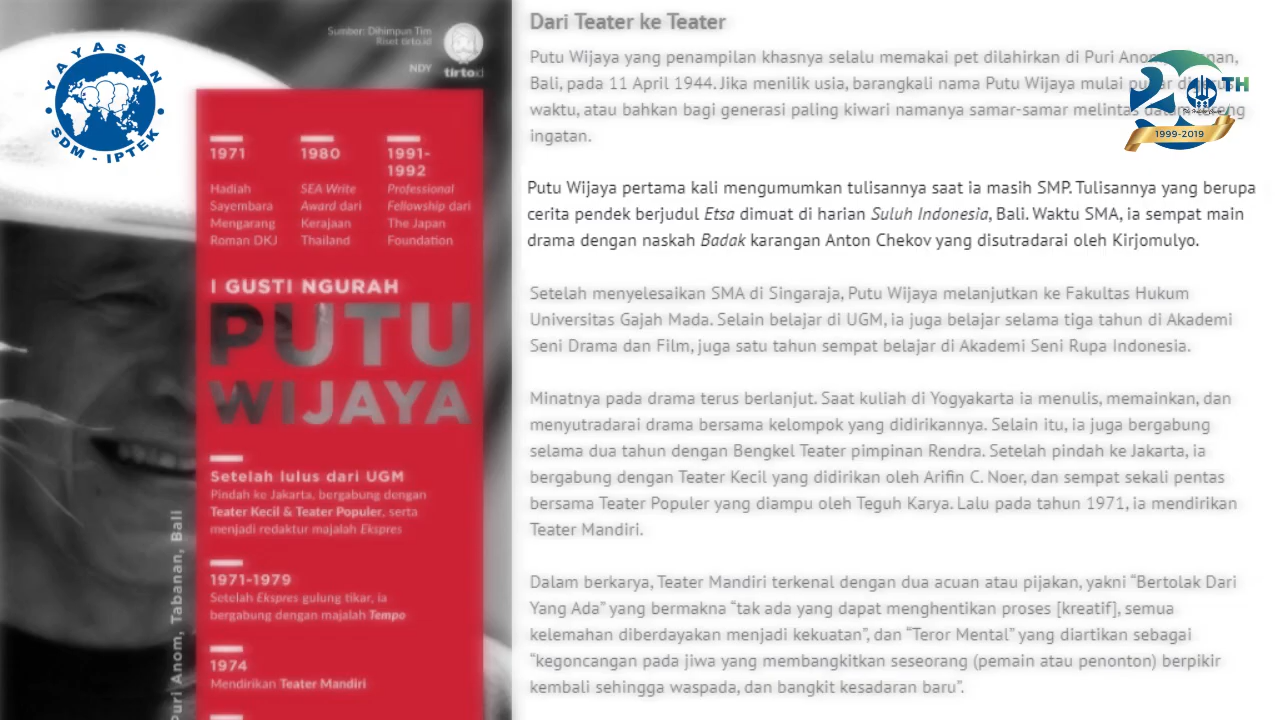 YAYASAN
SDM - IPTEK
Sumber: Dihimpun Tim
Riset tirto.id
NDY
tirto.id
1971
Hadiah
Sayembara
Mengarang
Roman DKJ
1980
SEA Write
Award dari
Kerajaan
Thailand
1991-
1992
Professional
Fellowship dari
The Japan
Foundation
I GUSTI NGURAH
PUTU
WIJAYA
Setelah lulus dari UGM
Pindah ke Jakarta, bergabung dengan
Teater Kecil & Teater Populer, serta
menjadi redaktur majalah Ekspres
1971-1979
Setelah Ekspres gulung tikar, ia
bergabung dengan majalah Tempo
1974
Mendirikan Teater Mandiri
Puri Anom, Tabanan, Bali
Dari Teater ke Teater
Putu Wijaya yang penampilan khasnya selalu memakai pet dilahirkan di Puri
Bali, pada 11 April 1944. Jika menilik usia, barangkali nama Putu Wijaya mulai
waktu, atau bahkan bagi generasi paling kiwari namanya samar-samar melintas
ingatan.
20TH
1999-2019
Putu Wijaya pertama kali mengumumkan tulisannya saat ia masih SMP. Tulisannya yang berupa
cerita pendek berjudul Etsa dimuat di harian Suluh Indonesia, Bali. Waktu SMA, ia sempat main
drama dengan naskah Badak karangan Anton Chekov yang disutradarai oleh Kirjomulyo.
Setelah menyelesaikan SMA di Singaraja, Putu Wijaya melanjutkan ke Fakultas Hukum
Universitas Gajah Mada. Selain belajar di UGM, ia juga belajar selama tiga tahun di Akademi
Seni Drama dan Film, juga satu tahun sempat belajar di Akademi Seni Rupa Indonesia.
Minatnya pada drama terus berlanjut. Saat kuliah di Yogyakarta ia menulis, memainkan, dan
menyutradarai drama bersama kelompok yang didirikannya. Selain itu, ia juga bergabung
selama dua tahun dengan Bengkel Teater pimpinan Rendra. Setelah pindah ke Jakarta, ia
bergabung dengan Teater Kecil yang didirikan oleh Arifin C. Noer, dan sempat sekali pentas
bersama Teater Populer yang diampu oleh Teguh Karya. Lalu pada tahun 1971, ia mendirikan
Teater Mandiri.
Dalam berkarya, Teater Mandiri terkenal dengan dua acuan atau pijakan, yakni “Bertolak Dari
Yang Ada” yang bermakna “tak ada yang dapat menghentikan proses [kreatif], semua
kelemahan diberdayakan menjadi kekuatan”, dan “Teror Mental” yang diartikan sebagai
“kegoncangan pada jiwa yang membangkitkan seseorang (pemain atau penonton) berpikir
kembali sehingga waspada, dan bangkit kesadaran baru”.